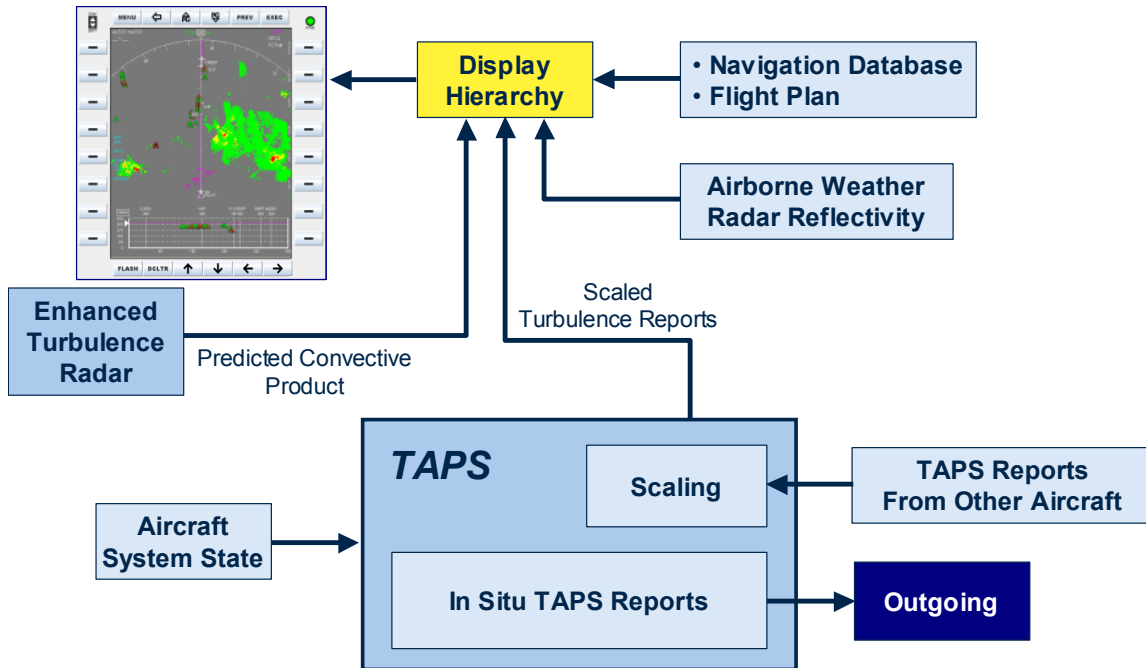 MENU
PREV
EXEC
Display
Hierarchy
• Navigation Database
• Flight Plan
Airborne Weather
Radar Reflectivity
FLASH
DCLTR
Enhanced
Turbulence
Radar
Predicted Convective
Product
Scaled
Turbulence Reports
TAPS
Scaling
TAPS Reports
From Other Aircraft
Aircraft
System State
In Situ TAPS Reports
Outgoing